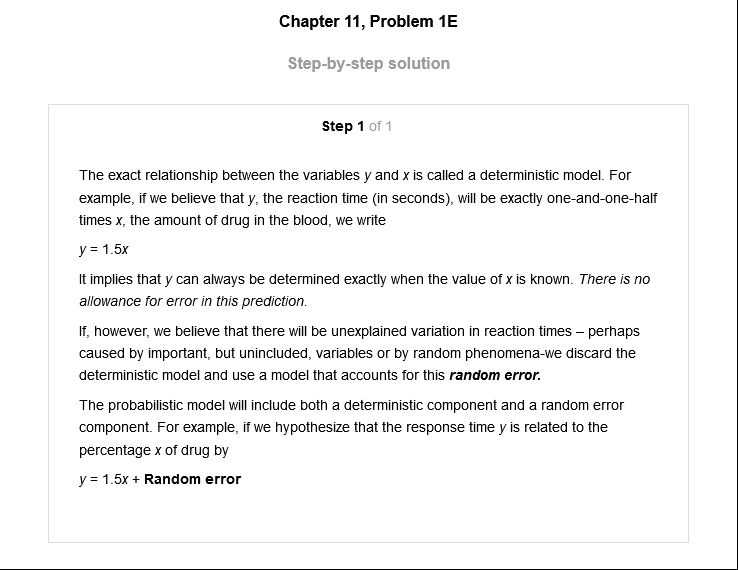 Chapter 11, Problem 1E
Step-by-step solution
Step 1 of 1
The exact relationship between the variables y and x is called a deterministic model. For
example, if we believe that y, the reaction time (in seconds), will be exactly one-and-one-half
times x, the amount of drug in the blood, we write
y = 1.5x
It implies that y can always be determined exactly when the value of x is known. There is no
allowance for error in this prediction.
If, however, we believe that there will be unexplained variation in reaction times – perhaps
caused by important, but unincluded, variables or by random phenomena-we discard the
deterministic model and use a model that accounts for this random error.
The probabilistic model will include both a deterministic component and a random error
component. For example, if we hypothesize that the response time y is related to the
percentage x of drug by
y = 1.5x + Random error